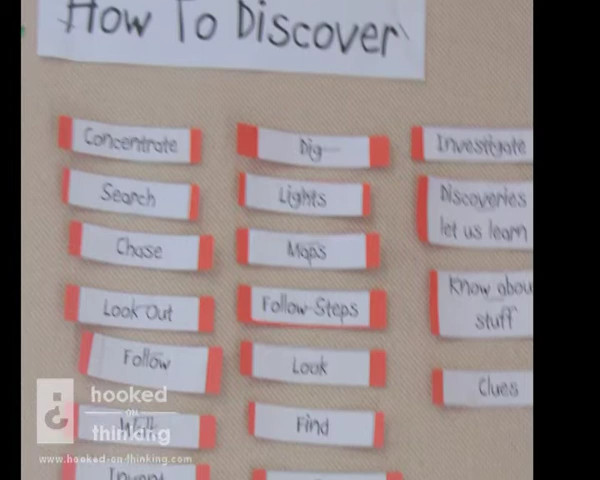 How To Discover
Concentrate
Search
Chase
Look Out
Follow
Dig
Lights
Maps
Follow Steps
Look
Find
Investigate
Discoveries
let us learn
Know abou
stuff
Clues
hooked
ON
thinking
www.hooked-on-thinking.com